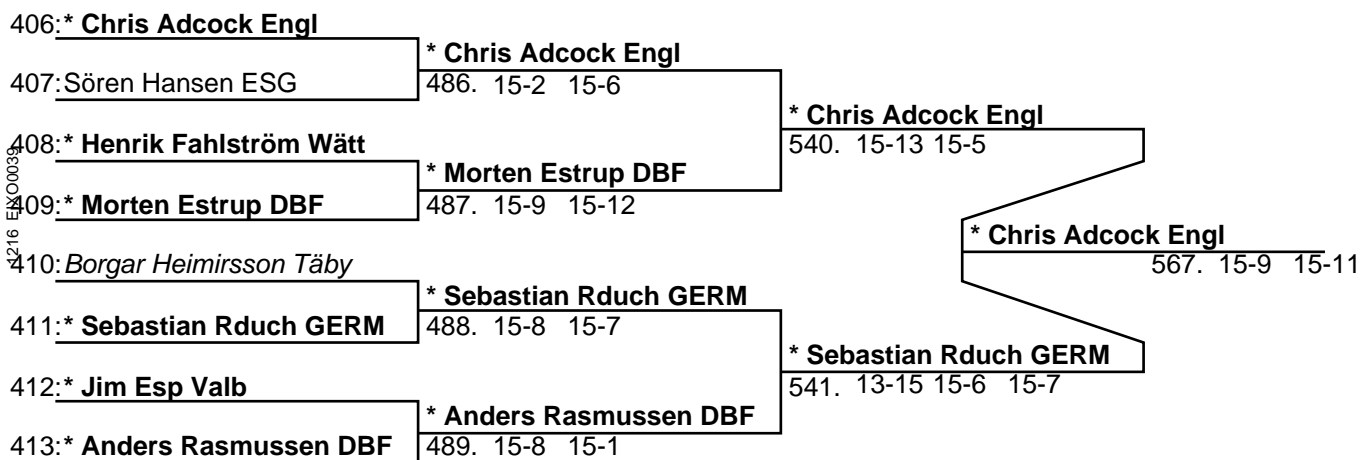 406:* Chris Adcock Engl
* Chris Adcock Engl
407:Sören Hansen ESG
486. 15-2 15-6
* Chris Adcock Engl
408:* Henrik Fahlström Wätt
540. 15-13 15-5
* Morten Estrup DBF
409:* Morten Estrup DBF
487. 15-9 15-12
4216 EIXO0039
* Chris Adcock Engl
410:Borgar Heimirsson Täby
567. 15-9 15-11
* Sebastian Rduch GERM
411:* Sebastian Rduch GERM
488. 15-8 15-7
* Sebastian Rduch GERM
412:* Jim Esp Valb
541. 13-15 15-6 15-7
* Anders Rasmussen DBF
413:* Anders Rasmussen DBF
489. 15-8 15-1